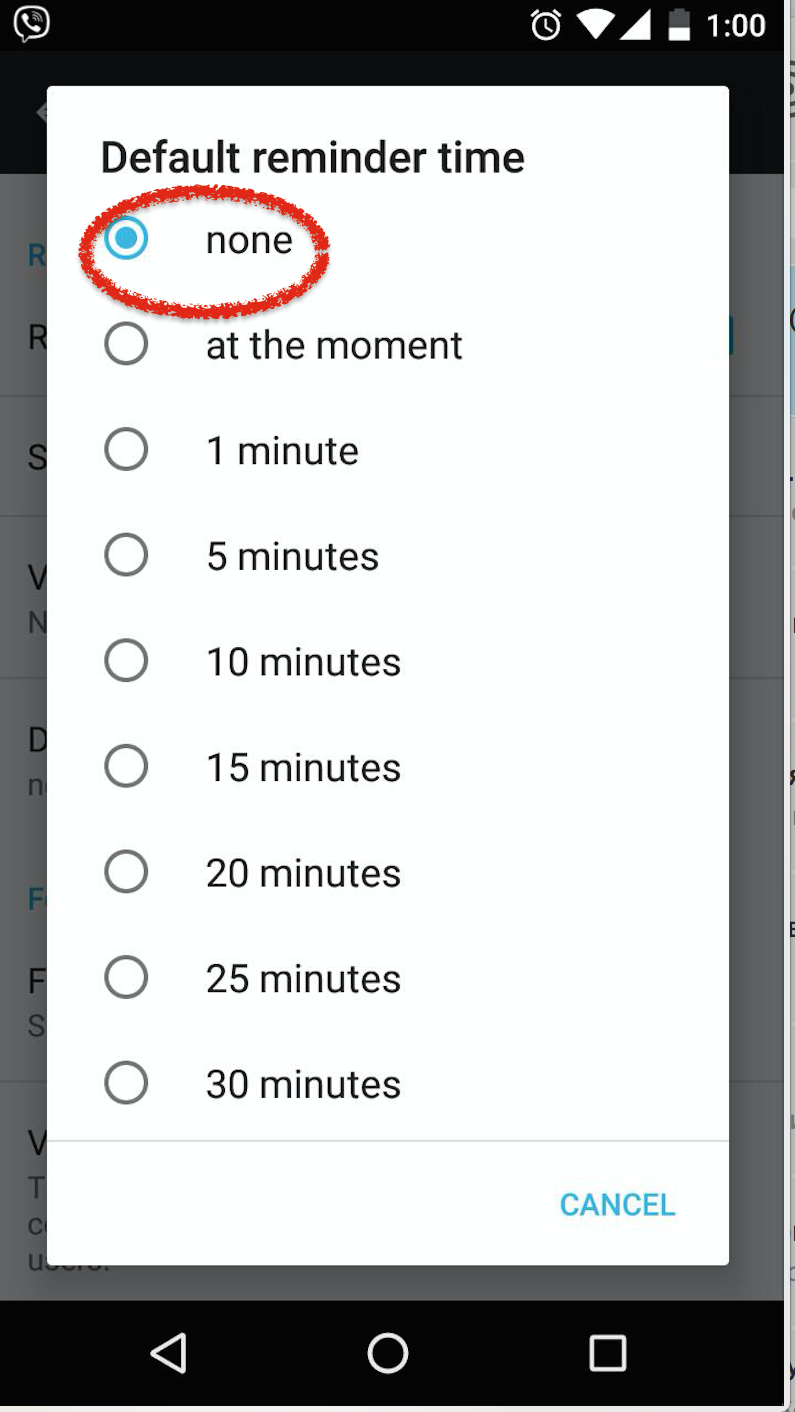 1:00
Default reminder time
none
at the moment
1 minute
5 minutes
10 minutes
15 minutes
20 minutes
25 minutes
30 minutes
CANCEL